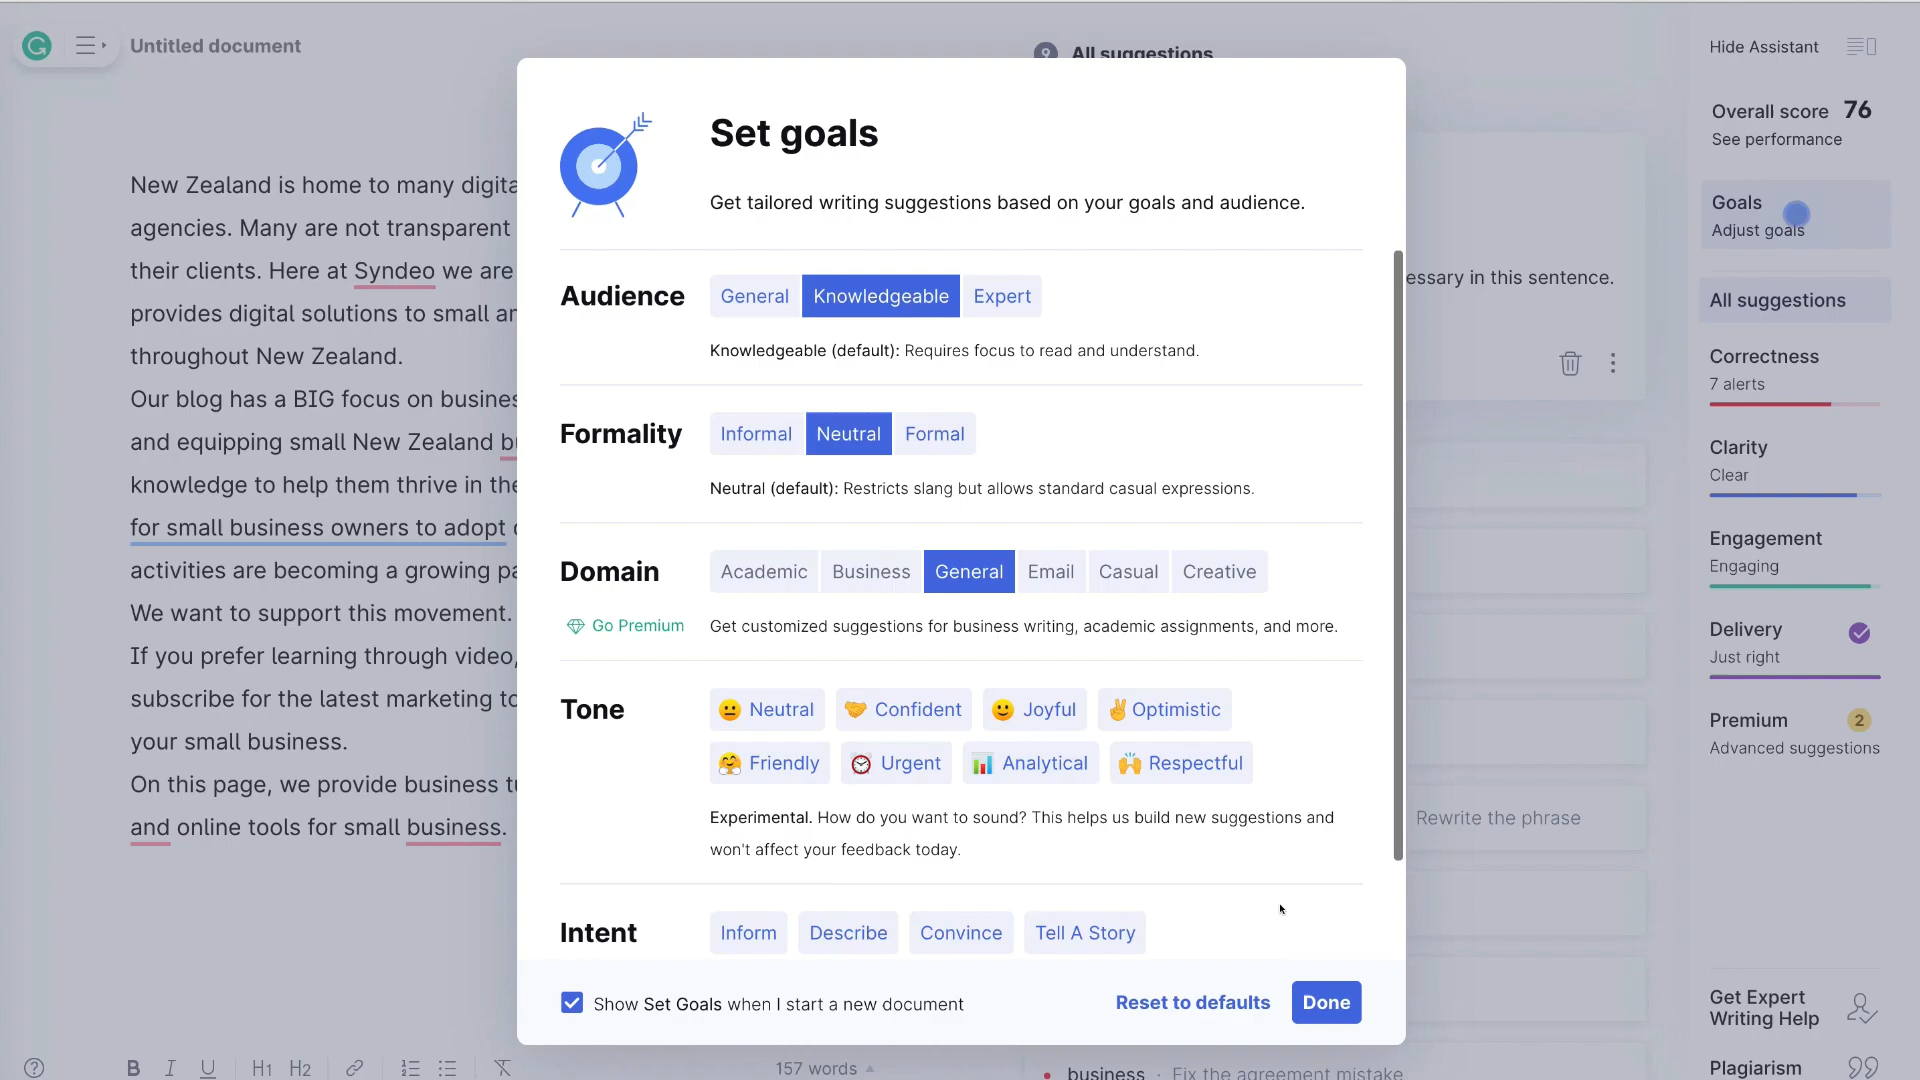 Untitled document
All suggestions
Hide Assistant
Overall score 76
See performance
Goals
Adjust goals
All suggestions
Correctness
7 alerts
Clarity
Clear
Engagement
Engaging
Delivery
Just right
Premium 2
Advanced suggestions
Get Expert
Writing Help
Plagiarism
New Zealand is home to many digita
agencies. Many are not transparent
their clients. Here at Syndeo we are
provides digital solutions to small ar
throughout New Zealand.
Our blog has a BIG focus on busines
and equipping small New Zealand bu
knowledge to help them thrive in the
for small business owners to adopt
activities are becoming a growing pa
We want to support this movement.
If you prefer learning through video,
subscribe for the latest marketing to
your small business.
On this page, we provide business tu
and online tools for small business.
Set goals
Get tailored writing suggestions based on your goals and audience.
Audience General Knowledgeable Expert
Knowledgeable (default): Requires focus to read and understand.
Formality Informal Neutral Formal
Neutral (default): Restricts slang but allows standard casual expressions.
Domain Academic Business General Email Casual Creative
Go Premium Get customized suggestions for business writing, academic assignments, and more.
Tone Neutral Confident Joyful Optimistic
Friendly Urgent Analytical Respectful
Experimental. How do you want to sound? This helps us build new suggestions and
won't affect your feedback today.
Intent Inform Describe Convince Tell A Story
Show Set Goals when I start a new document Reset to defaults Done
essary in this sentence.
Rewrite the phrase
B I U H1 H2 157 words
business · Fix the agreement mistake